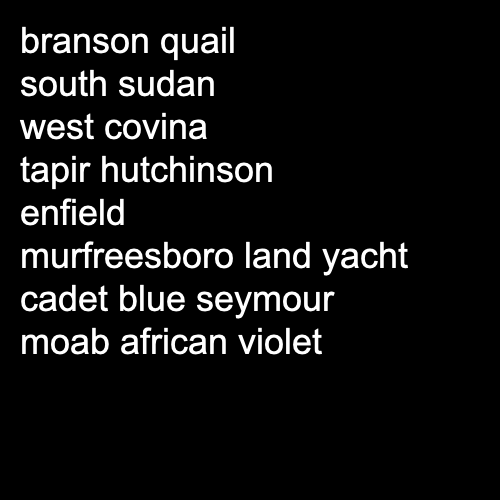 branson quail
south sudan
west covina
tapir hutchinson
enfield
murfreesboro land yacht
cadet blue seymour
moab african violet